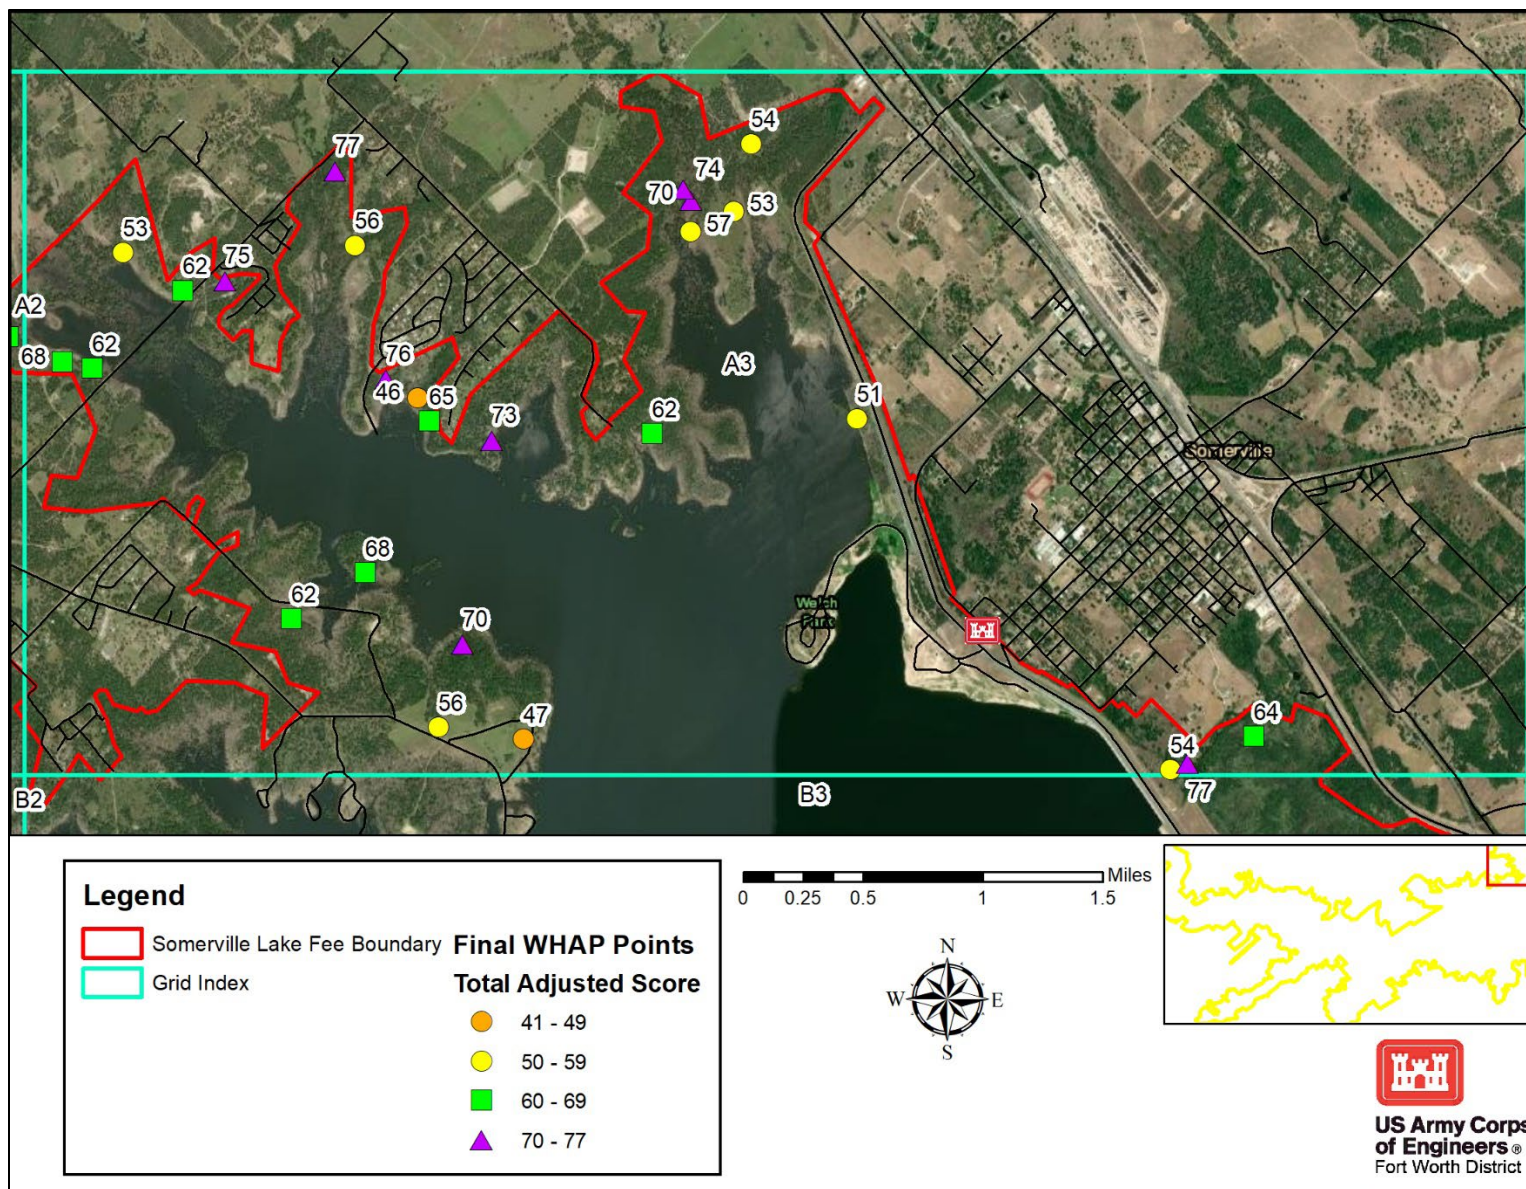 54
77
74
70
53
57
56
53
62
75
A2
68
62
76
46
65
73
62
A3
51
Somerville
68
62
Welch
Park
70
56
47
64
54
77
B2
B3
Legend
Somerville Lake Fee Boundary
Grid Index
Final WHAP Points
Total Adjusted Score
41 - 49
50 - 59
60 - 69
70 - 77
Miles
0 0.25 0.5 1 1.5
N
W E
S
US Army Corps
of Engineers ®
Fort Worth District